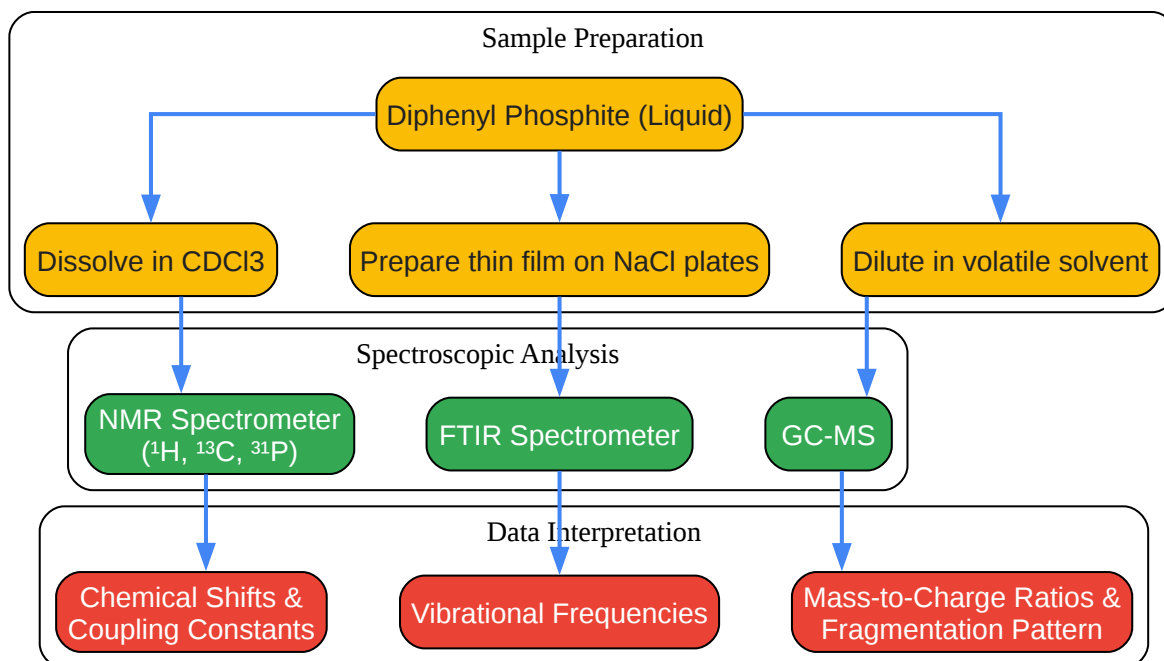 Sample Preparation
Diphenyl Phosphite (Liquid)
Dissolve in CDCl3
Prepare thin film on NaCl plates
Dilute in volatile solvent
Spectroscopic Analysis
NMR Spectrometer
(¹H, ¹³C, ³¹P)
FTIR Spectrometer
GC-MS
Data Interpretation
Chemical Shifts &
Coupling Constants
Vibrational Frequencies
Mass-to-Charge Ratios &
Fragmentation Pattern